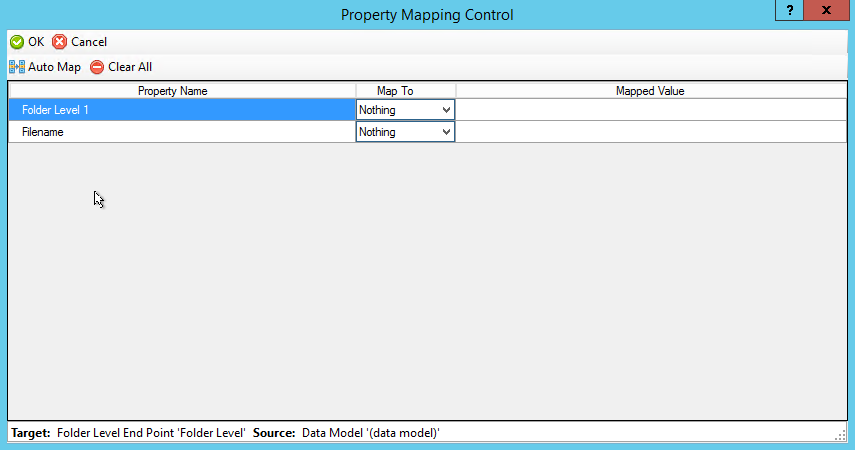 Property Mapping Control
? x
OK Cancel
Auto Map Clear All
Property Name Map To Mapped Value
Folder Level 1 Nothing
Filename Nothing
Target: Folder Level End Point 'Folder Level' Source: Data Model '(data model)'